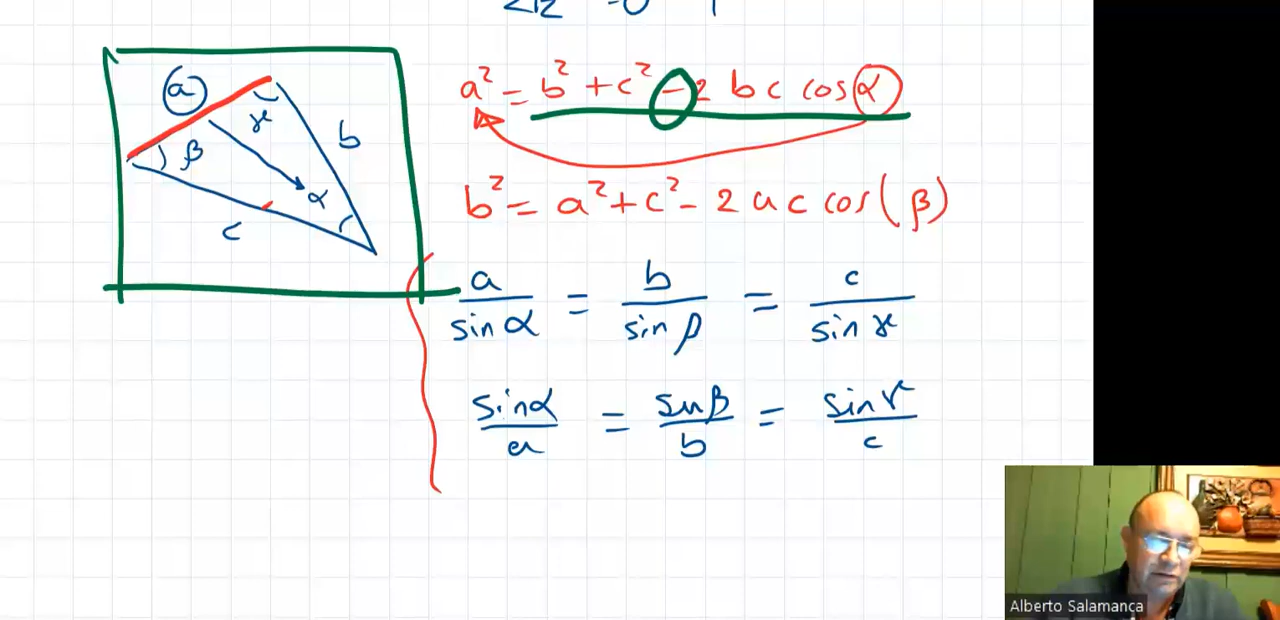 a² = b² + c² - 2 b c cos α
b² = a² + c² - 2 a c cos(β)
a
γ
β
b
α
c
a/sin α = b/sin β = c/sin γ
sin α/a = sin β/b = sin γ/c
Alberto Salamanca